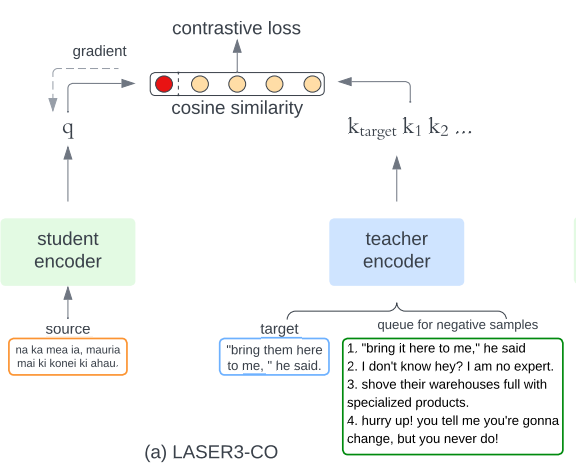 contrastive loss
gradient
cosine similarity
q
k_target k_1 k_2 ...
student
encoder
teacher
encoder
source
na ka mea ia, mauria
mai ki konei ki ahau.
target
"bring them here
to me, " he said.
queue for negative samples
1. "bring it here to me," he said
2. I don't know hey? I am no expert.
3. shove their warehouses full with
specialized products.
4. hurry up! you tell me you're gonna
change, but you never do!
(a) LASER3-CO